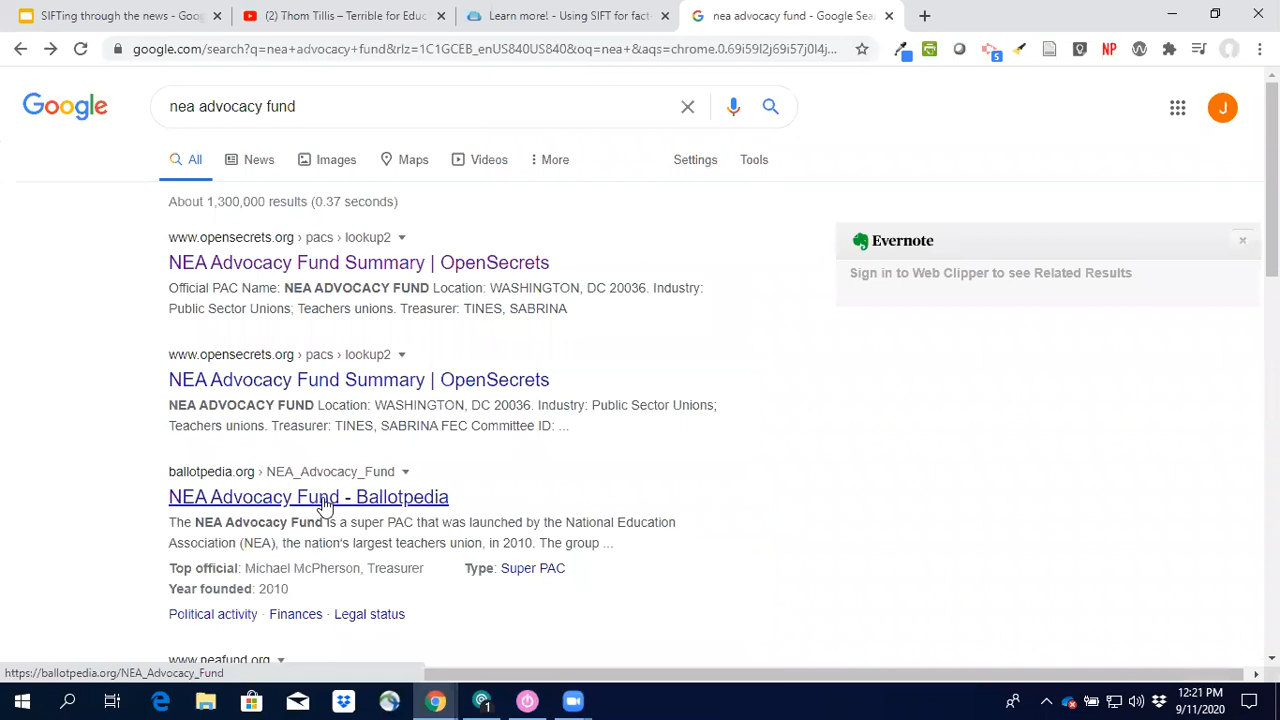 SIFTing through the news - Goog
(2) Thom Tillis – Terrible for Edu
Learn more! - Using SIFT for fact-
nea advocacy fund - Google Sea
google.com/search?q=nea+advocacy+fund&rlz=1C1GCEB_enUS840US840&oq=nea+&aqs=chrome.0.69i59l2j69i57j0l4j...
5
NP
Google
nea advocacy fund
J
All
News
Images
Maps
Videos
More
Settings
Tools
About 1,300,000 results (0.37 seconds)
www.opensecrets.org › pacs › lookup2
NEA Advocacy Fund Summary | OpenSecrets
Official PAC Name: NEA ADVOCACY FUND Location: WASHINGTON, DC 20036. Industry:
Public Sector Unions; Teachers unions. Treasurer: TINES, SABRINA
Evernote
Sign in to Web Clipper to see Related Results
www.opensecrets.org › pacs › lookup2
NEA Advocacy Fund Summary | OpenSecrets
NEA ADVOCACY FUND Location: WASHINGTON, DC 20036. Industry: Public Sector Unions;
Teachers unions. Treasurer: TINES, SABRINA FEC Committee ID: ...
ballotpedia.org › NEA_Advocacy_Fund
NEA Advocacy Fund - Ballotpedia
The NEA Advocacy Fund is a super PAC that was launched by the National Education
Association (NEA), the nation's largest teachers union, in 2010. The group ...
Top official: Michael McPherson, Treasurer Type: Super PAC
Year founded: 2010
Political activity · Finances · Legal status
www.neafund.org
https://ballotpedia.org/NEA_Advocacy_Fund
1
12:21 PM
9/11/2020